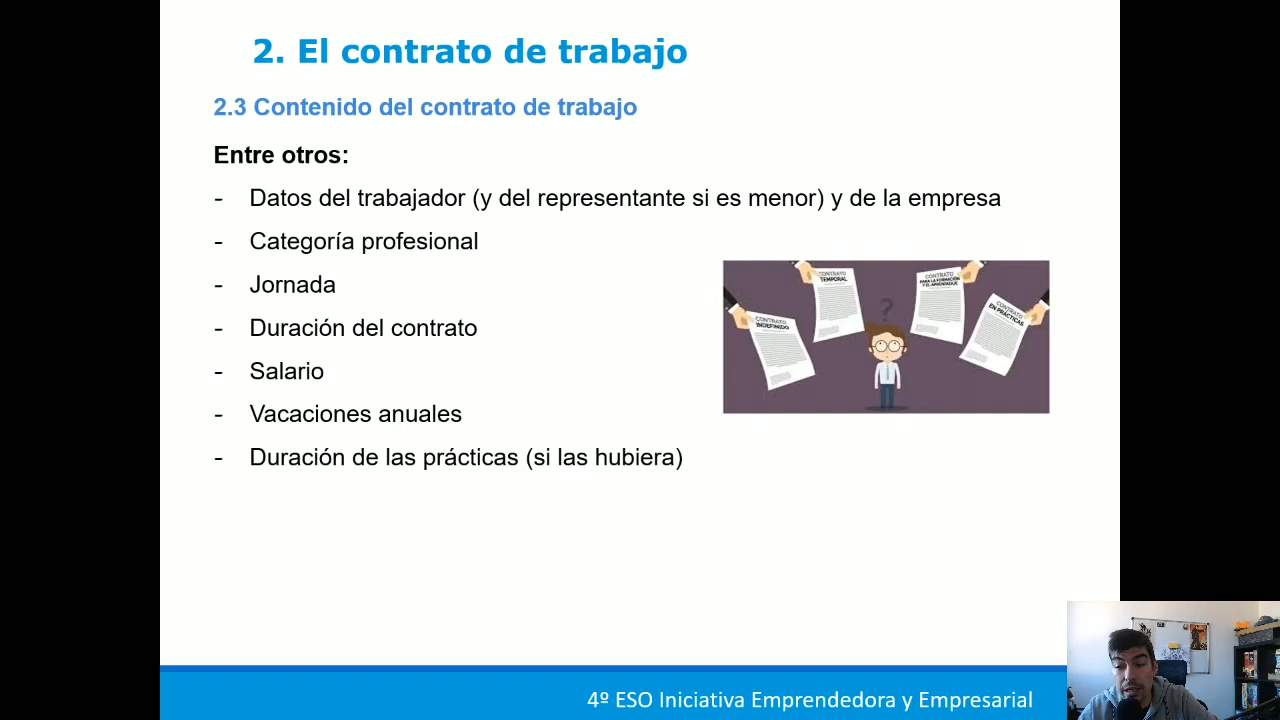 2. El contrato de trabajo
2.3 Contenido del contrato de trabajo
Entre otros:
- Datos del trabajador (y del representante si es menor) y de la empresa
- Categoría profesional
- Jornada
- Duración del contrato
- Salario
- Vacaciones anuales
- Duración de las prácticas (si las hubiera)
CONTRATO
INDEFINIDO
CONTRATO
TEMPORAL
?
CONTRATO
PARA LA FORMACIÓN
Y EL APRENDIZAJE
CONTRATO
EN PRÁCTICAS
4º ESO Iniciativa Emprendedora y Empresarial